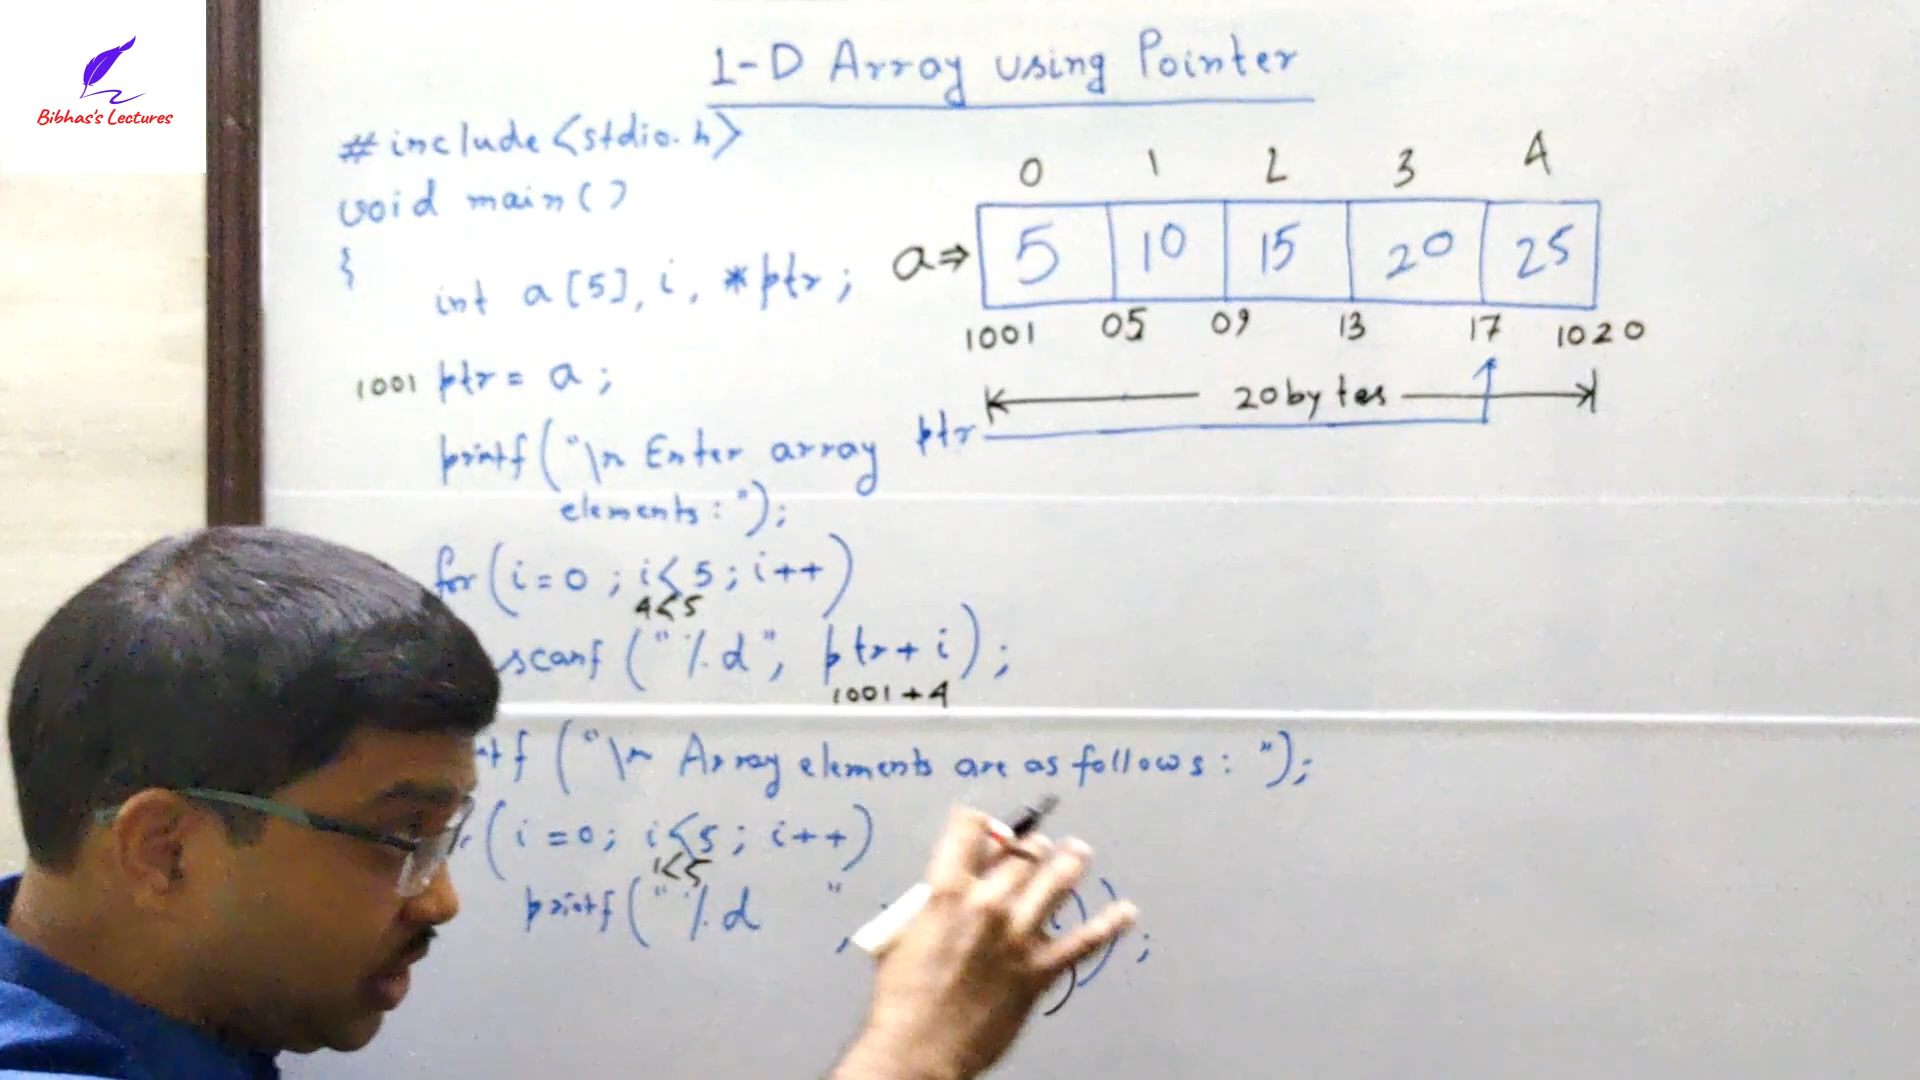 Bibhas's Lectures
1-D Array using Pointer
#include<stdio.h>
void main()
{
int a[5], i, *ptr;
1001 ptr = a;
printf("\n Enter array
elements:");
for(i=0; i<5; i++)
4<5
scanf("%d", ptr+i);
1001+4
("\n Array elements are as follows: ");
(i=0; i<5; i++)
1<5
printf("%d ",
);
0 1 2 3 4
a⇒ 5 10 15 20 25
1001 05 09 13 17 1020
20bytes
ptr